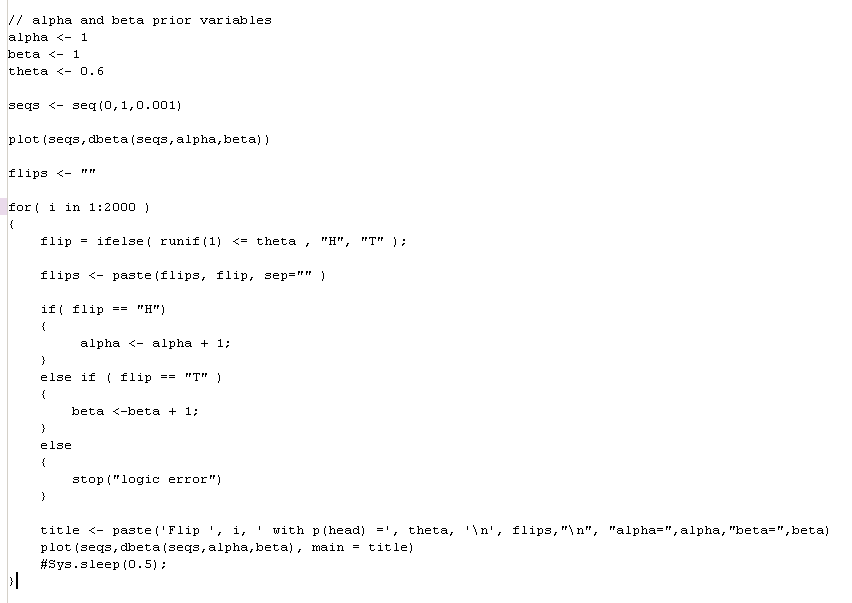 // alpha and beta prior variables
alpha <- 1
beta <- 1
theta <- 0.6
seqs <- seq(0,1,0.001)
plot(seqs,dbeta(seqs,alpha,beta))
flips <- ""
for( i in 1:2000 )
{
flip = ifelse( runif(1) <= theta , "H", "T" );
flips <- paste(flips, flip, sep="" )
if( flip == "H")
{
alpha <- alpha + 1;
}
else if ( flip == "T" )
{
beta <-beta + 1;
}
else
{
stop("logic error")
}
title <- paste('Flip ', i, ' with p(head) =', theta, '\n', flips,"\n", "alpha=",alpha,"beta=",beta)
plot(seqs,dbeta(seqs,alpha,beta), main = title)
#Sys.sleep(0.5);
}